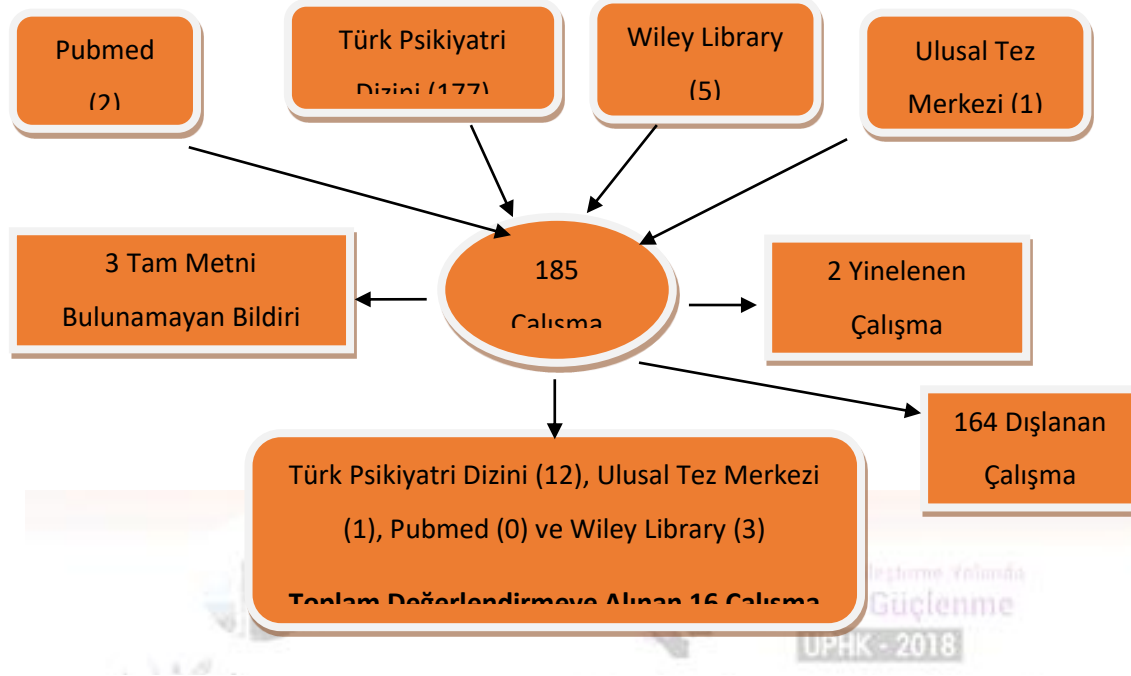 Pubmed
(2)
Türk Psikiyatri
Dizini (177)
Wiley Library
(5)
Ulusal Tez
Merkezi (1)
3 Tam Metni
Bulunamayan Bildiri
185
Çalışma
2 Yinelenen
Çalışma
164 Dışlanan
Çalışma
Türk Psikiyatri Dizini (12), Ulusal Tez Merkezi
(1), Pubmed (0) ve Wiley Library (3)
Toplam Değerlendirmeye Alınan 16 Çalışma
Yolunda
Güçlenme
UPHK - 2018